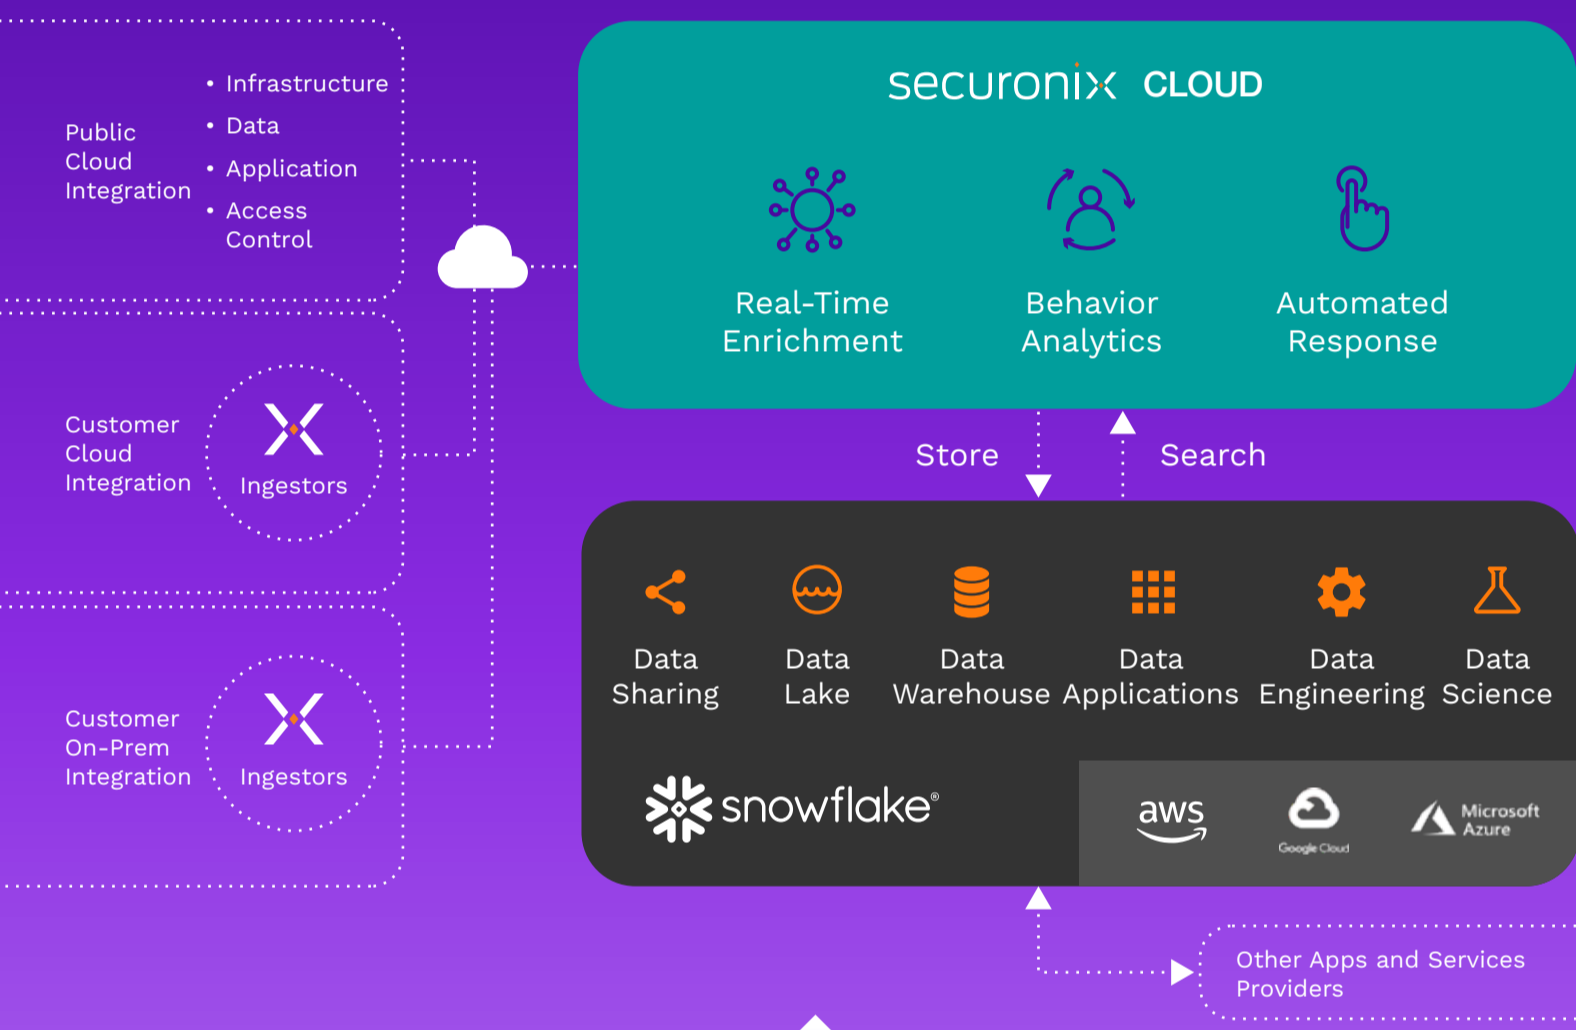 Public
Cloud
Integration
• Infrastructure
• Data
• Application
• Access
Control
Customer
Cloud
Integration
Ingestors
Customer
On-Prem
Integration
Ingestors
securonix CLOUD
Real-Time
Enrichment
Behavior
Analytics
Automated
Response
Store
Search
Data
Sharing
Data
Lake
Data
Warehouse
Data
Applications
Data
Engineering
Data
Science
snowflake®
aws
Google Cloud
Microsoft
Azure
Other Apps and Services
Providers